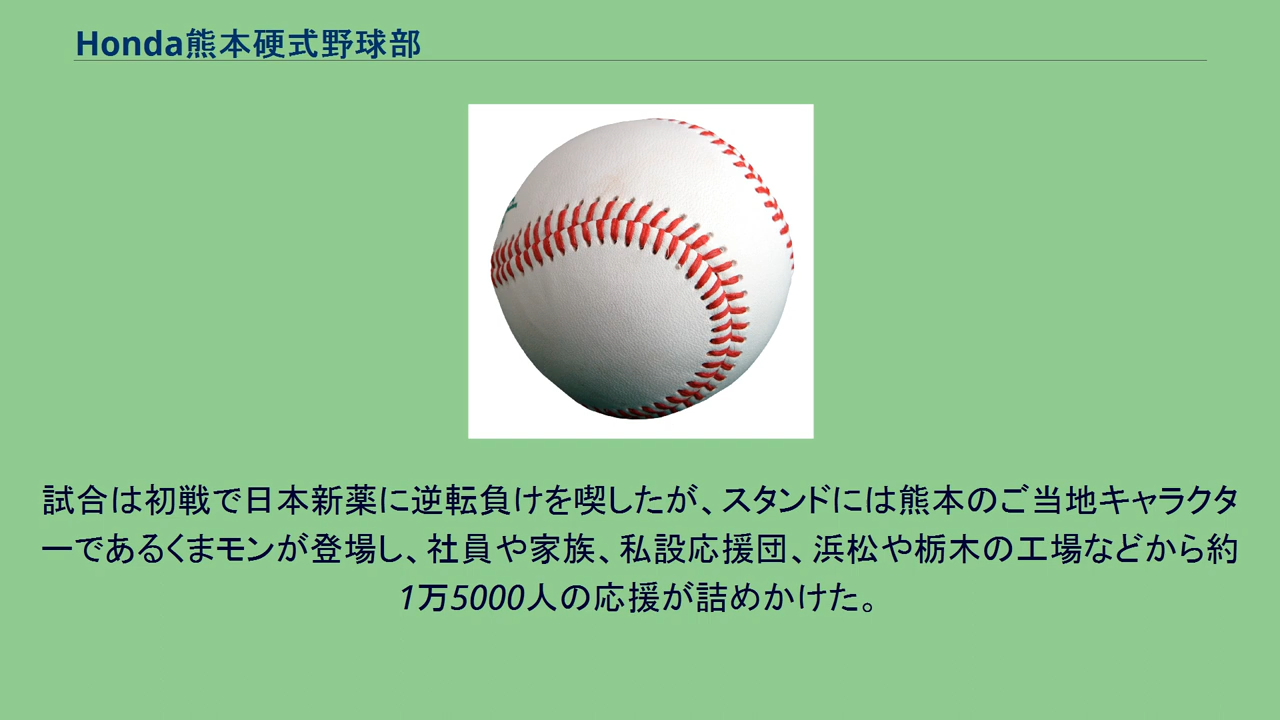 Honda熊本硬式野球部
試合は初戦で日本新薬に逆転負けを喫したが、スタンドには熊本のご当地キャラクタ
ーであるくまモンが登場し、社員や家族、私設応援団、浜松や栃木の工場などから約
1万5000人の応援が詰めかけた。